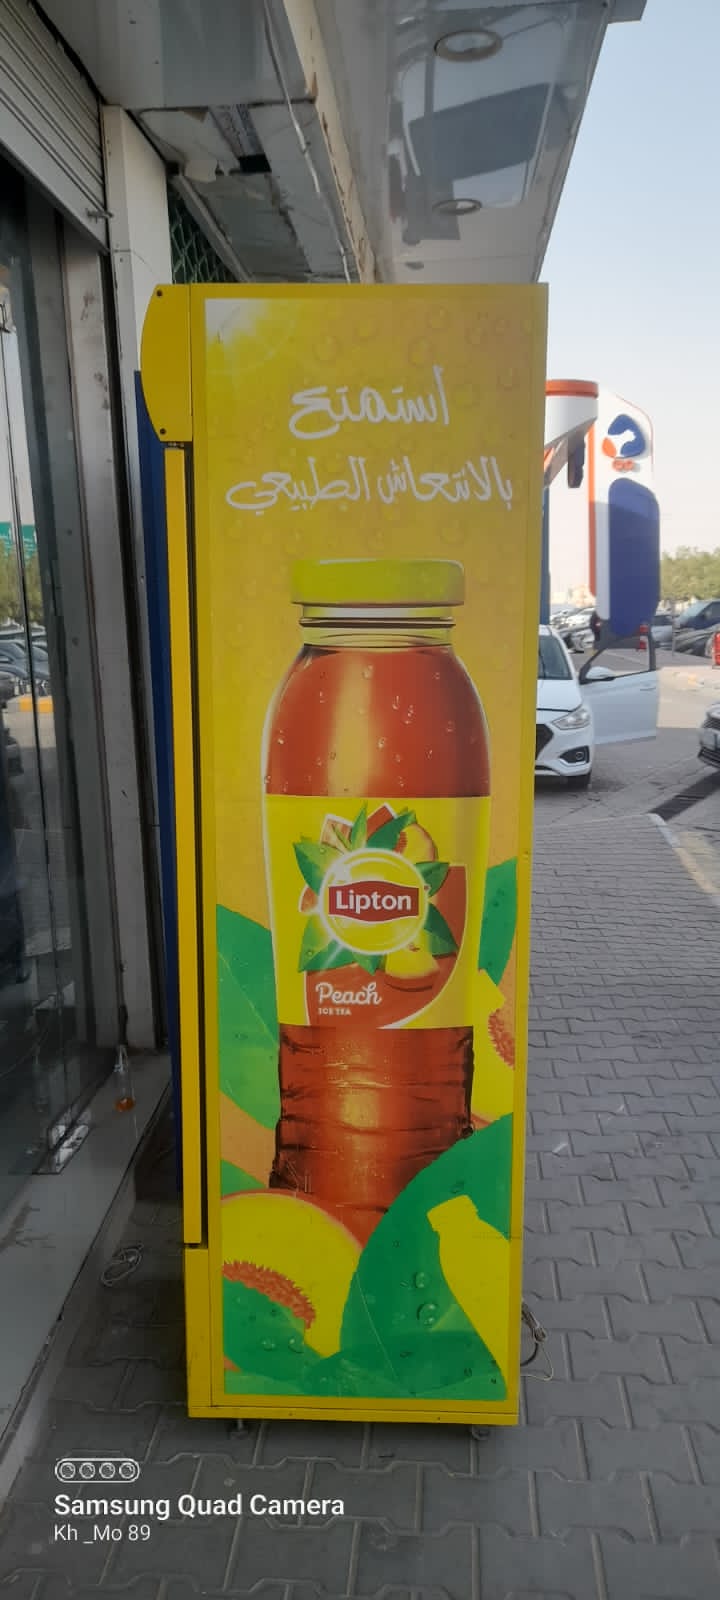 استمتع
بالانتعاش الطبيعي
Lipton
Peach
ICE TEA
Samsung Quad Camera
Kh _Mo 89